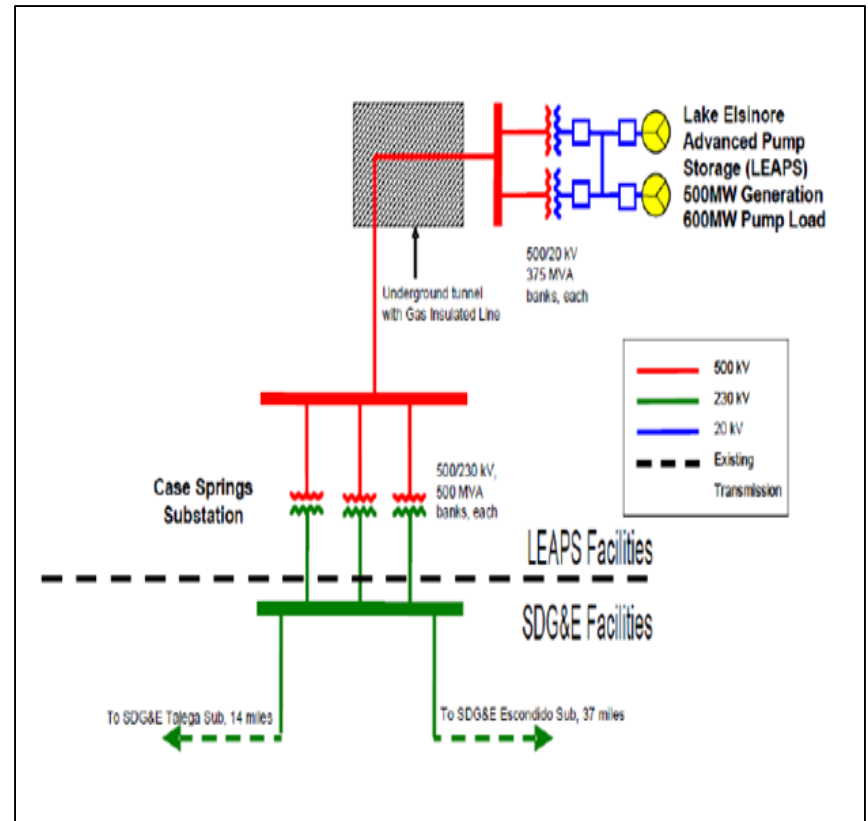 Lake Elsinore
Advanced Pump
Storage (LEAPS)
500MW Generation
600MW Pump Load
500/20 kV
375 MVA
banks, each
Underground tunnel
with Gas Insulated Line
500 kV
230 kV
20 kV
Existing
Transmission
500/230 kV,
500 MVA
banks, each
Case Springs
Substation
LEAPS Facilities
SDG&E Facilities
To SDG&E Talega Sub, 14 miles
To SDG&E Escondido Sub, 37 miles